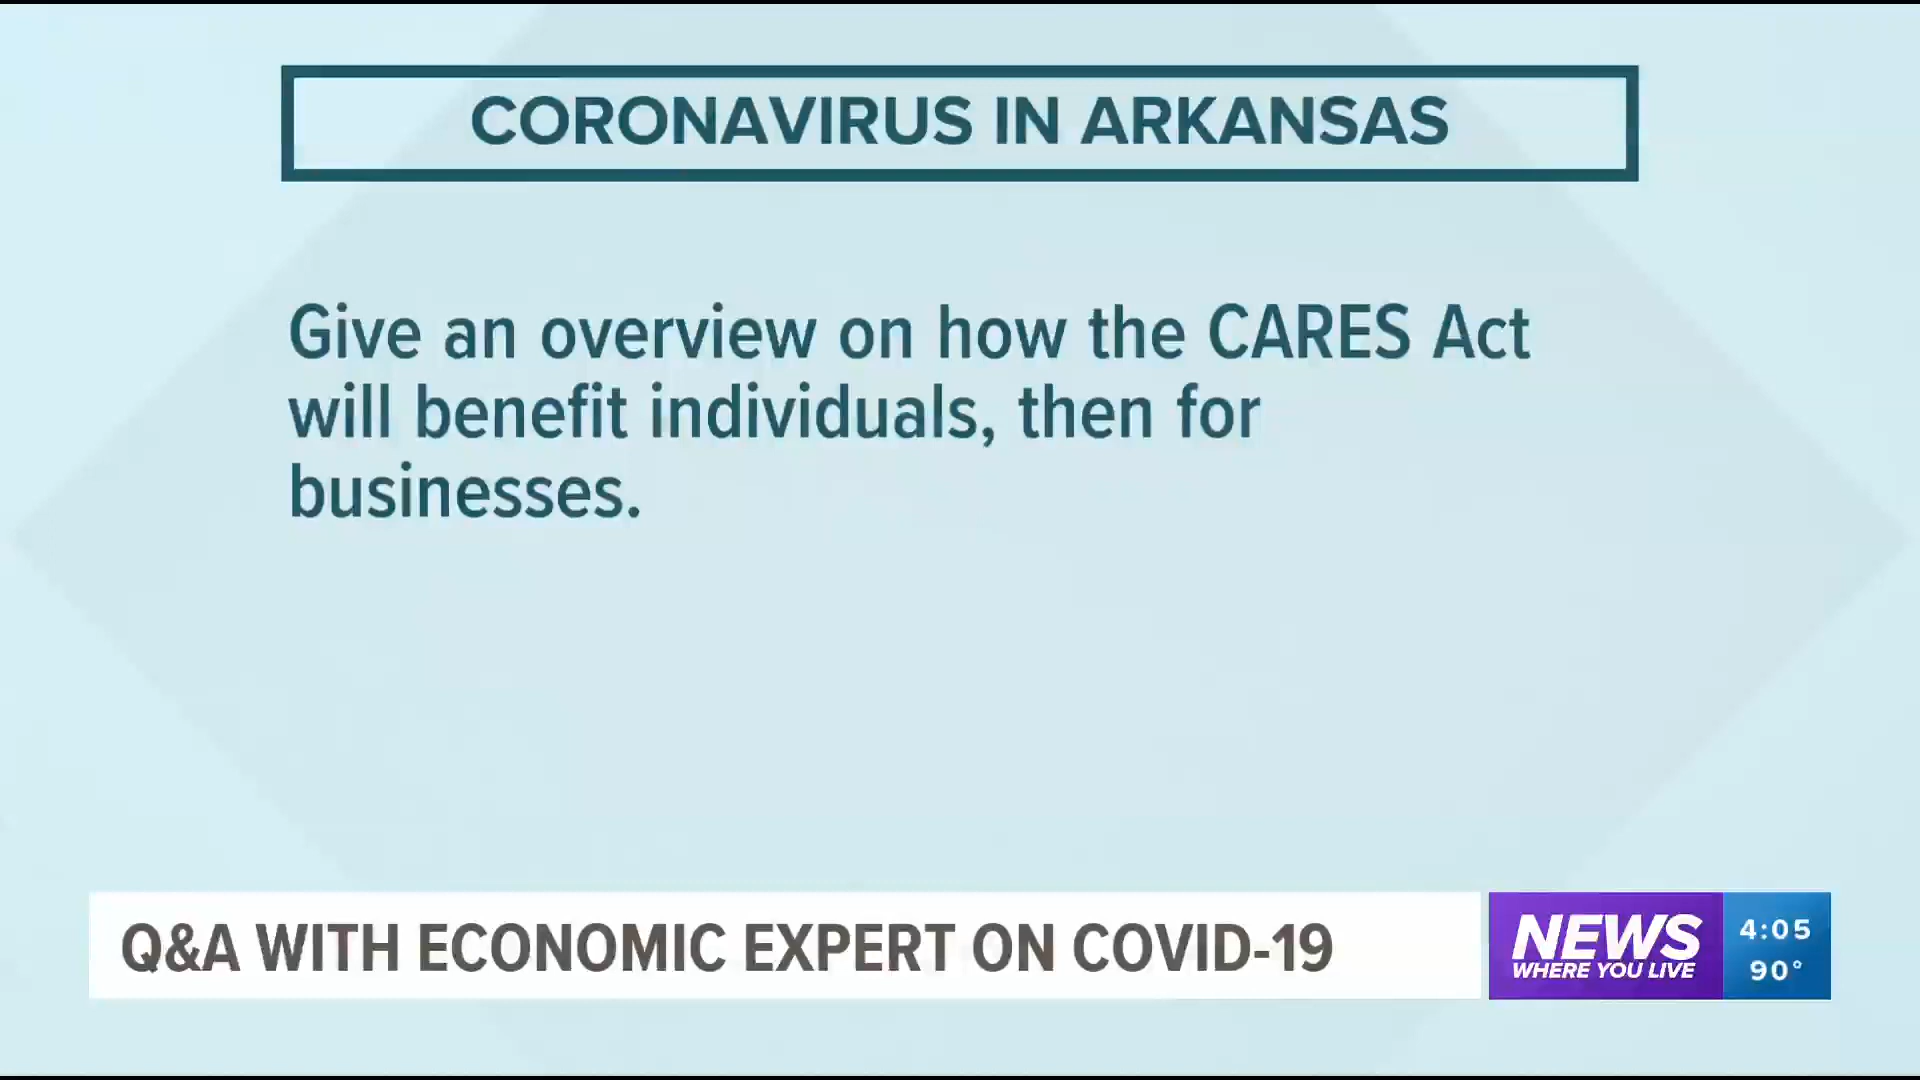 CORONAVIRUS IN ARKANSAS
Give an overview on how the CARES Act
will benefit individuals, then for
businesses.
Q&A WITH ECONOMIC EXPERT ON COVID-19
NEWS
WHERE YOU LIVE
4:05
90°